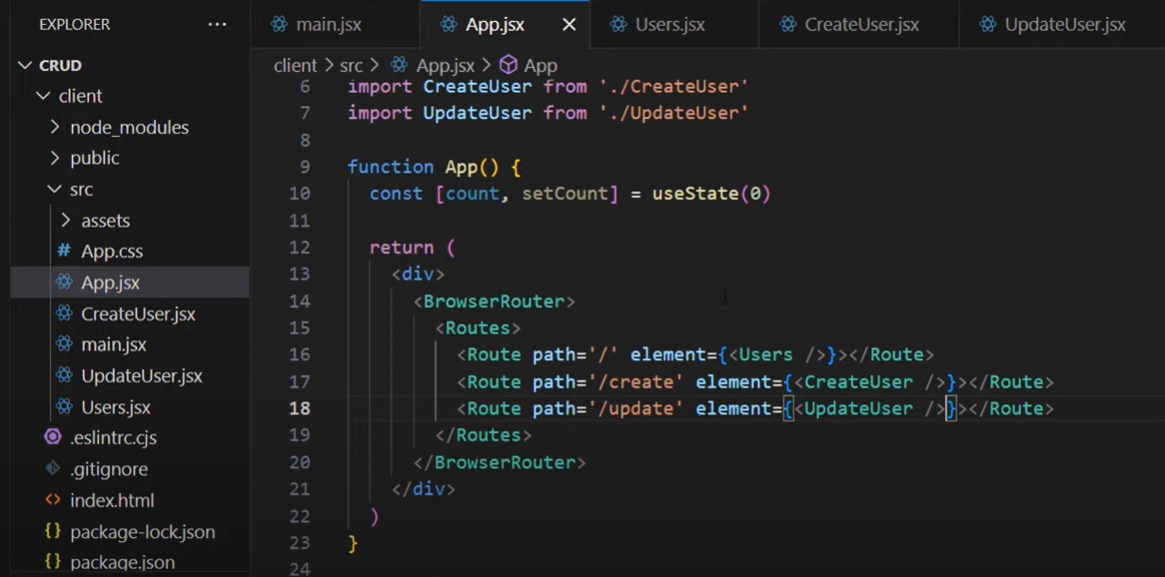 EXPLORER ···
main.jsx App.jsx Users.jsx CreateUser.jsx UpdateUser.jsx
CRUD
client
node_modules
public
src
assets
# App.css
App.jsx
CreateUser.jsx
main.jsx
UpdateUser.jsx
Users.jsx
.eslintrc.cjs
.gitignore
index.html
{} package-lock.json
{} package.json
client > src > App.jsx > App
6 import CreateUser from './CreateUser'
7 import UpdateUser from './UpdateUser'
8
9 function App() {
10 const [count, setCount] = useState(0)
11
12 return (
13 <div>
14 <BrowserRouter>
15 <Routes>
16 <Route path='/' element={<Users />}></Route>
17 <Route path='/create' element={<CreateUser />}></Route>
18 <Route path='/update' element={<UpdateUser />}></Route>
19 </Routes>
20 </BrowserRouter>
21 </div>
22 )
23 }
24